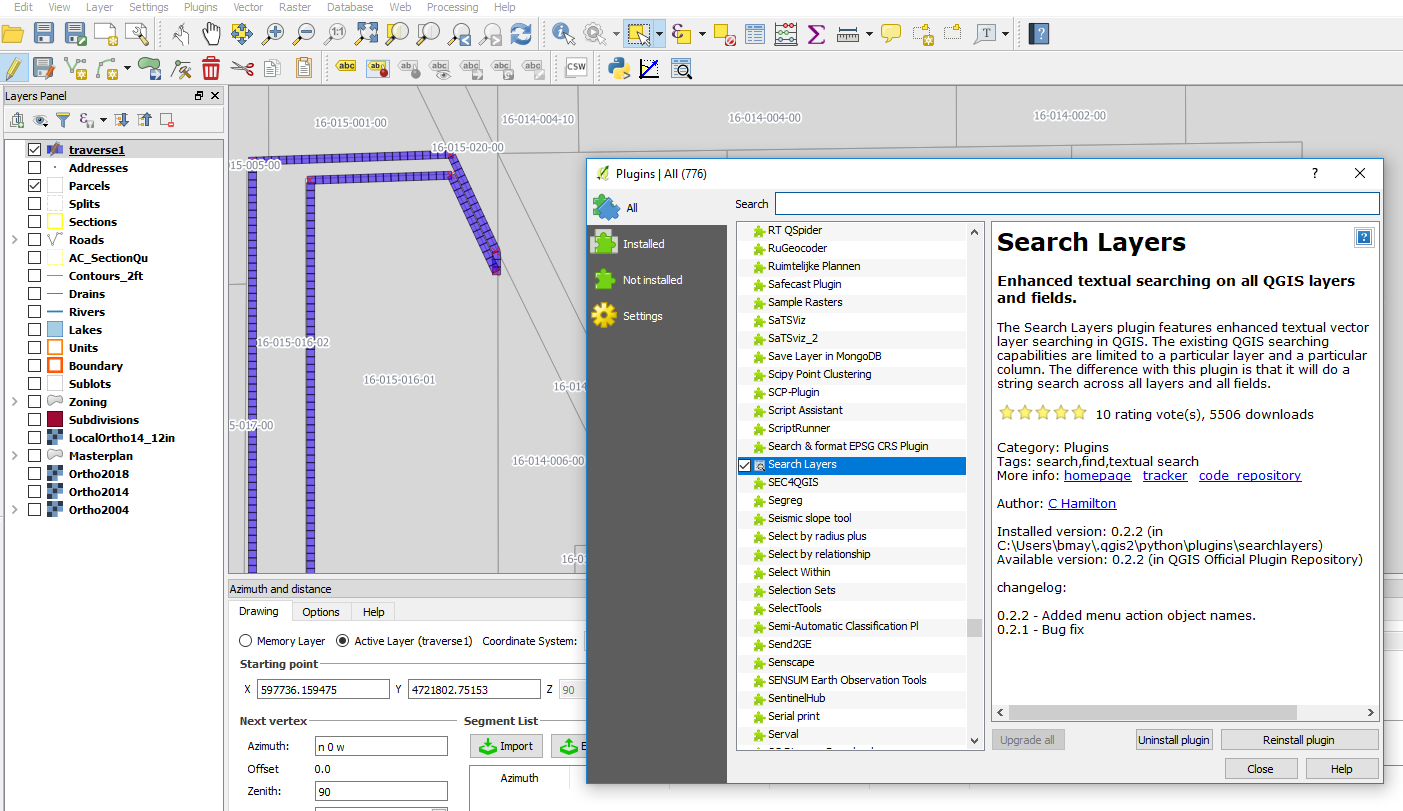 Edit View Layer Settings Plugins Vector Raster Database Web Processing Help
Layers Panel
traverse1
Addresses
Parcels
Splits
Sections
Roads
AC_SectionQu
Contours_2ft
Drains
Rivers
Lakes
Units
Boundary
Sublots
Zoning
Subdivisions
LocalOrtho14_12in
Masterplan
Ortho2018
Ortho2014
Ortho2004
abc ab abc abc abc abc abc CSW
16-015-001-00
16-014-004-10
16-014-004-00
16-014-002-00
16-015-020-00
15-005-00
16-015-016-02
16-015-016-01
16-014
5-017-00
16-014-006-00
16-01
Azimuth and distance
Drawing Options Help
Memory Layer Active Layer (traverse1) Coordinate System:
Starting point
X 597736.159475 Y 4721802.75153 Z 90
Next vertex Segment List
Azimuth: n 0 w Import E
Offset 0.0
Zenith: 90
Azimuth
Plugins | All (776)
? 
All
Installed
Not installed
Settings
Search
RT QSpider
RuGeocoder
Ruimtelijke Plannen
Safecast Plugin
Sample Rasters
SaTSViz
SaTSViz_2
Save Layer in MongoDB
Scipy Point Clustering
SCP-Plugin
Script Assistant
ScriptRunner
Search & format EPSG CRS Plugin
Search Layers
SEC4QGIS
Segreg
Seismic slope tool
Select by radius plus
Select by relationship
Select Within
Selection Sets
SelectTools
Semi-Automatic Classification Pl
Send2GE
Senscape
SENSUM Earth Observation Tools
SentinelHub
Serial print
Serval
Search Layers
Enhanced textual searching on all QGIS layers
and fields.
The Search Layers plugin features enhanced textual vector
layer searching in QGIS. The existing QGIS searching
capabilities are limited to a particular layer and a particular
column. The difference with this plugin is that it will do a
string search across all layers and all fields.
10 rating vote(s), 5506 downloads
Category: Plugins
Tags: search,find,textual search
More info: homepage tracker code_repository
Author: C Hamilton
Installed version: 0.2.2 (in
C:\Users\bmay\.qgis2\python\plugins\searchlayers)
Available version: 0.2.2 (in QGIS Official Plugin Repository)
changelog:
0.2.2 - Added menu action object names.
0.2.1 - Bug fix
Upgrade all Uninstall plugin Reinstall plugin
Close Help